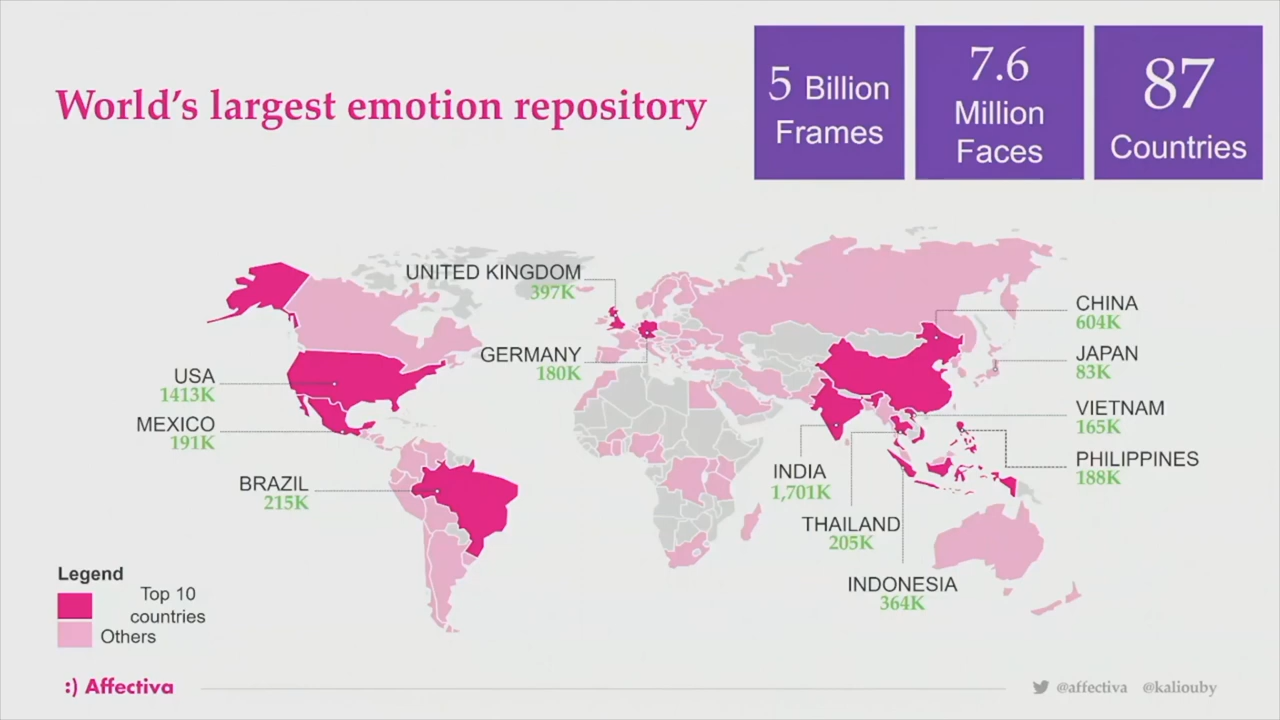 World's largest emotion repository
5 Billion
Frames
7.6
Million
Faces
87
Countries
UNITED KINGDOM
397K
GERMANY
180K
USA
1413K
MEXICO
191K
BRAZIL
215K
CHINA
604K
JAPAN
83K
VIETNAM
165K
PHILIPPINES
188K
INDIA
1,701K
THAILAND
205K
INDONESIA
364K
Legend
Top 10
countries
Others
:) Affectiva
@affectiva @kaliouby